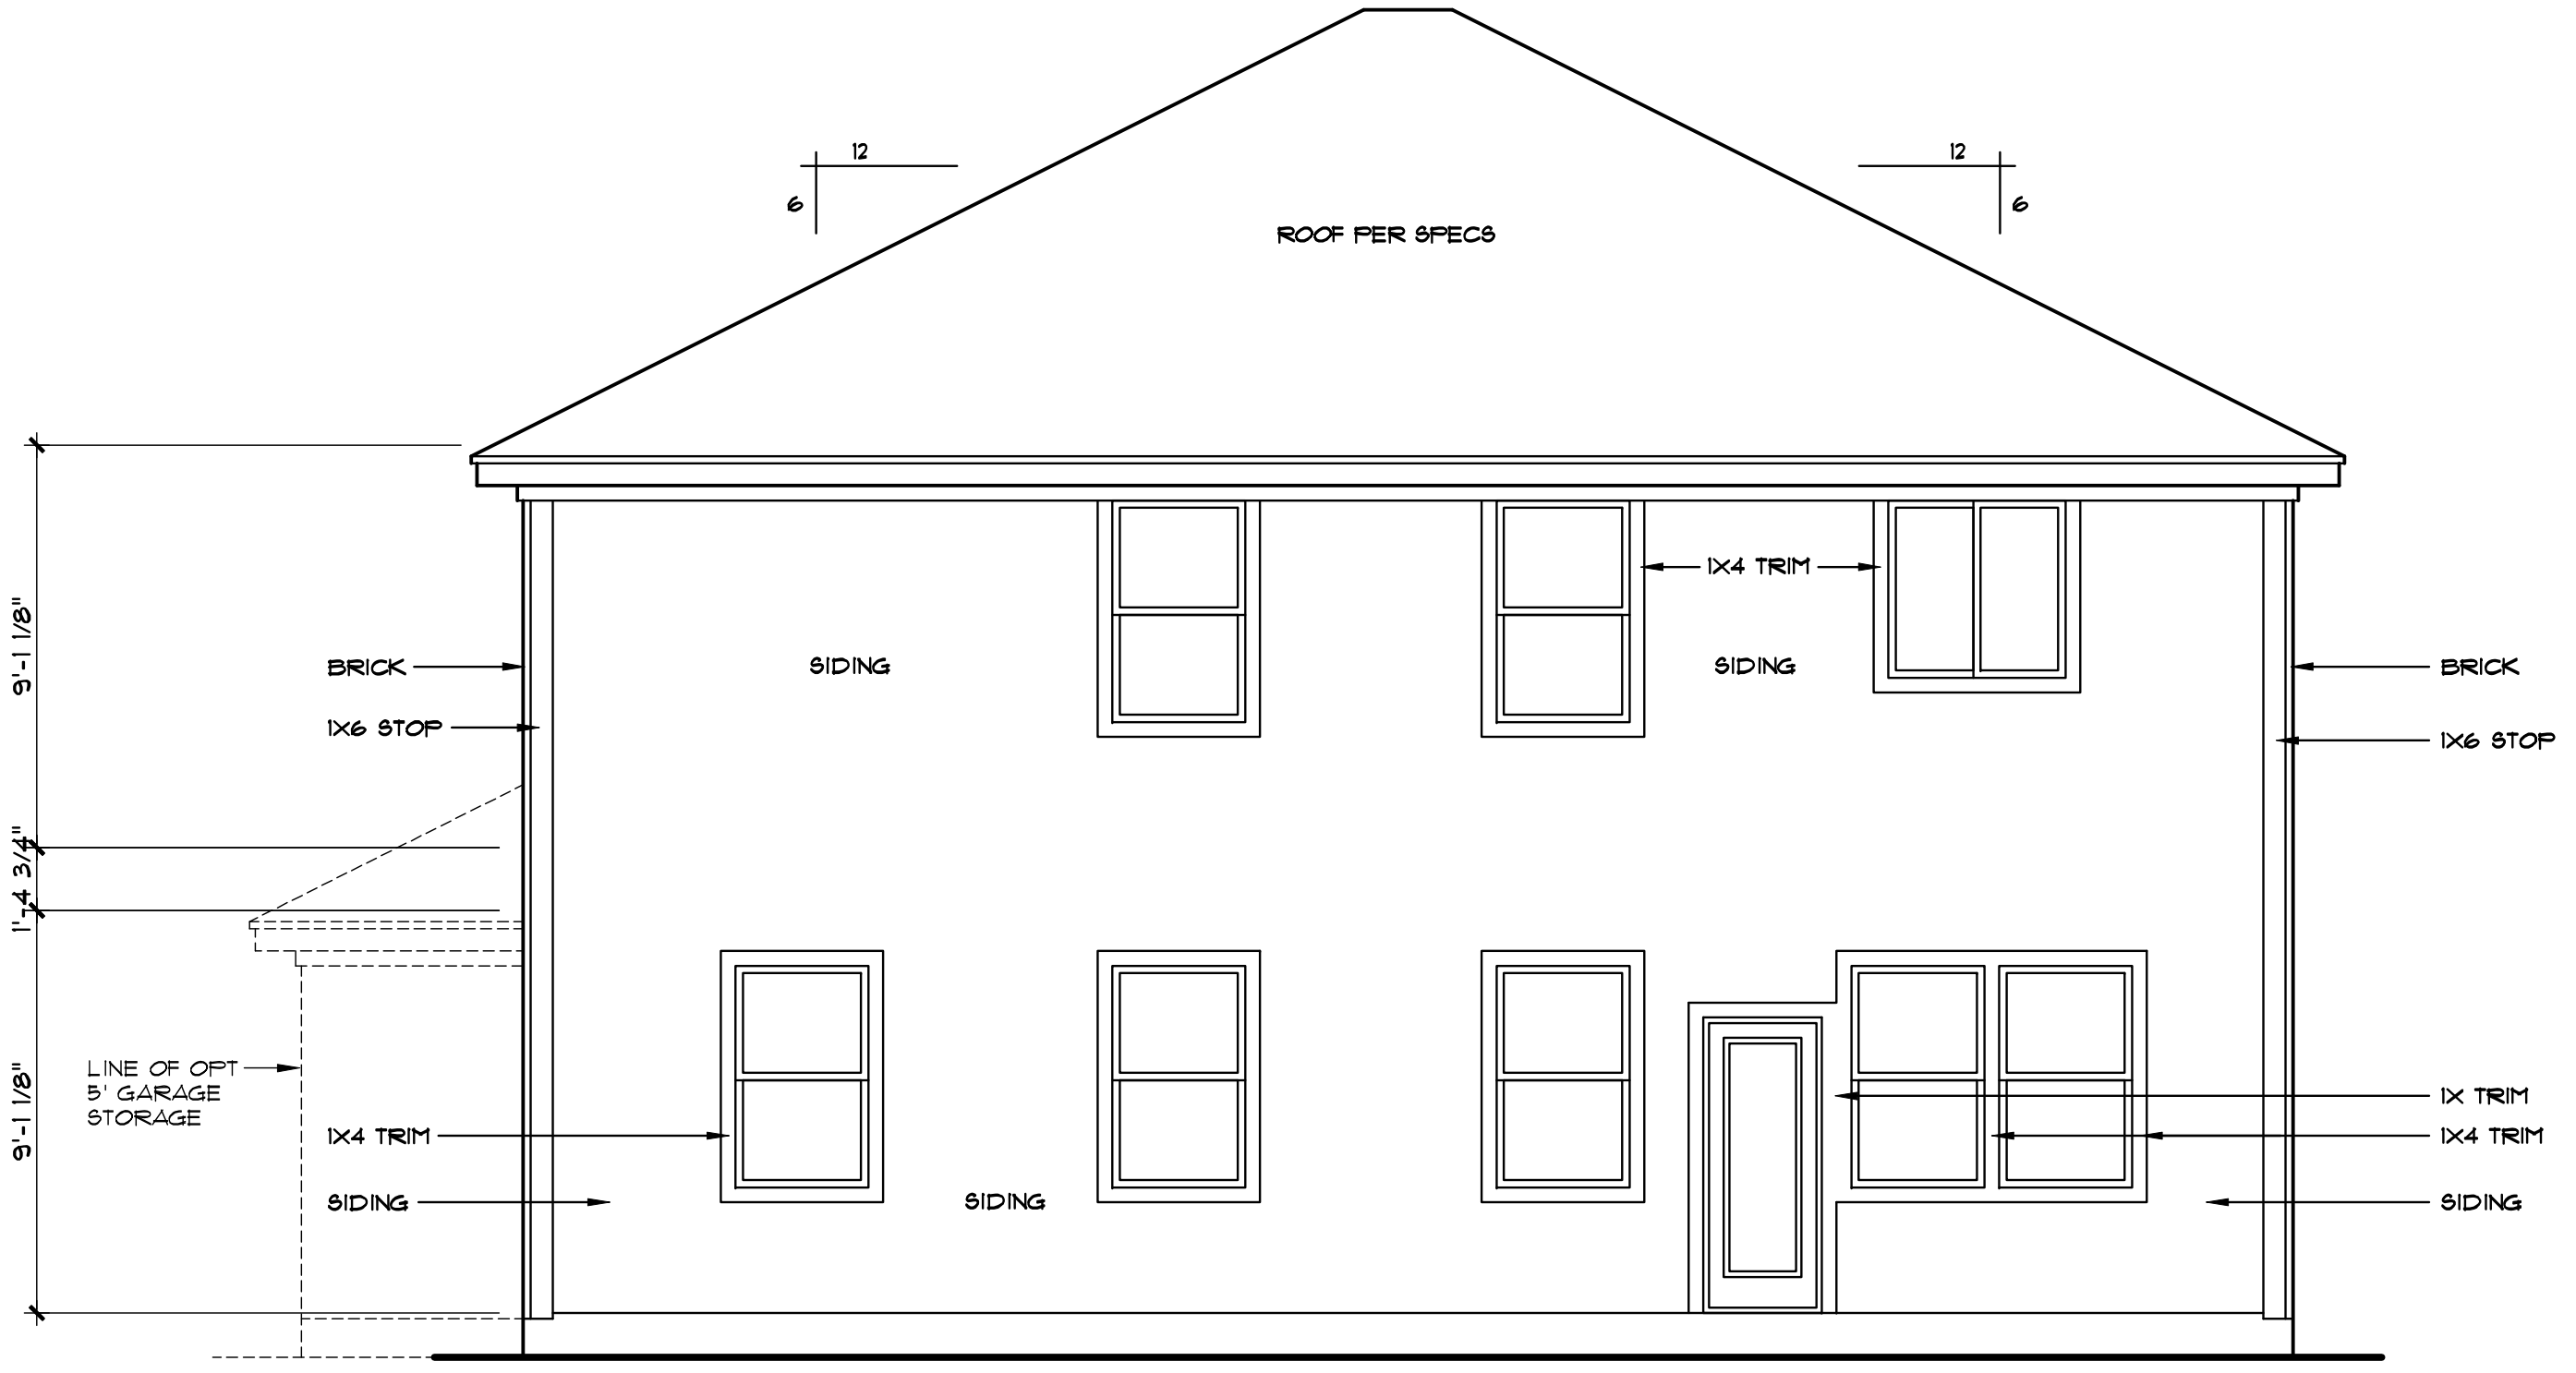 12
12
6
6
ROOF PER SPECS
1X4 TRIM
9'-1 1/8"
BRICK
SIDING
SIDING
BRICK
1X6 STOP
1X6 STOP
1'-4 3/4"
LINE OF OPT
5' GARAGE
STORAGE
9'-1 1/8"
1X TRIM
1X4 TRIM
1X4 TRIM
SIDING
SIDING
SIDING